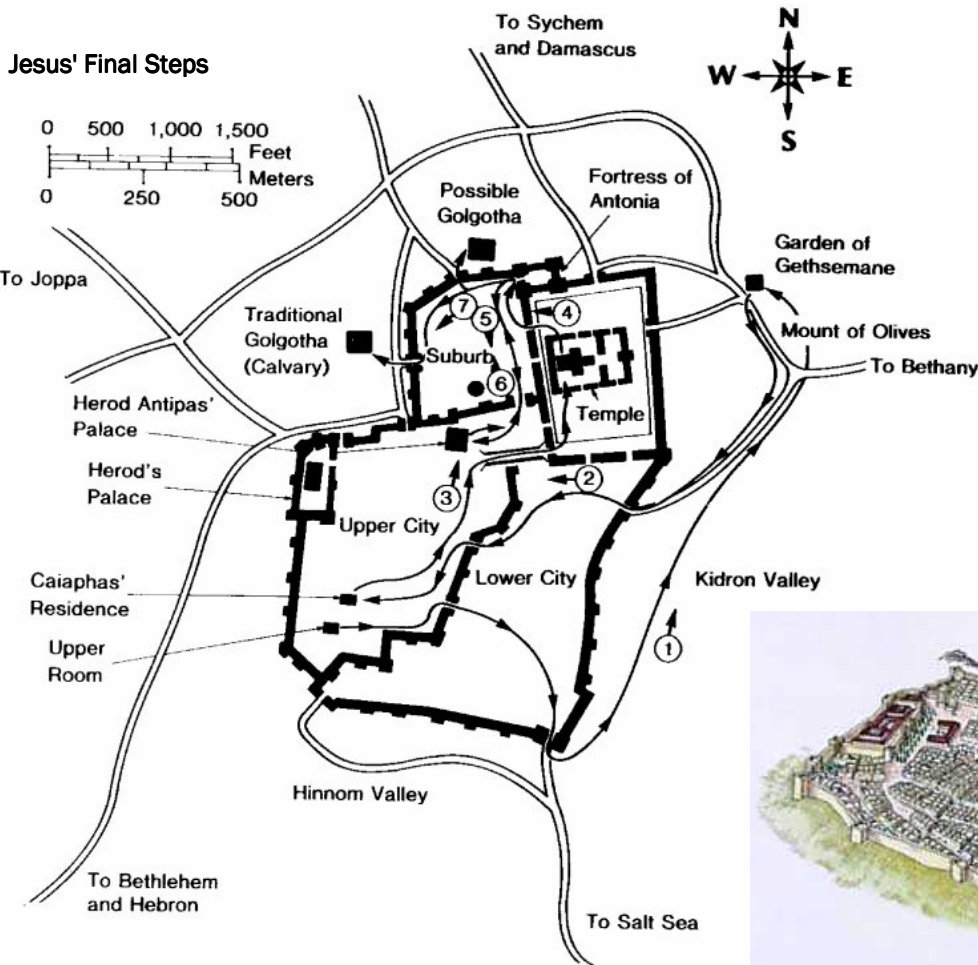 Jesus' Final Steps
To Sychem
and Damascus
N
W E
S
0 500 1,000 1,500
Feet
Meters
0 250 500
Possible
Golgotha
Fortress of
Antonia
Garden of
Gethsemane
To Joppa
Traditional
Golgotha
(Calvary)
7
5
4
Suburb
Mount of Olives
To Bethany
6
Temple
Herod Antipas'
Palace
Herod's
Palace
3
2
Upper City
Lower City
Kidron Valley
Caiaphas'
Residence
Upper
Room
1
Hinnom Valley
To Bethlehem
and Hebron
To Salt Sea